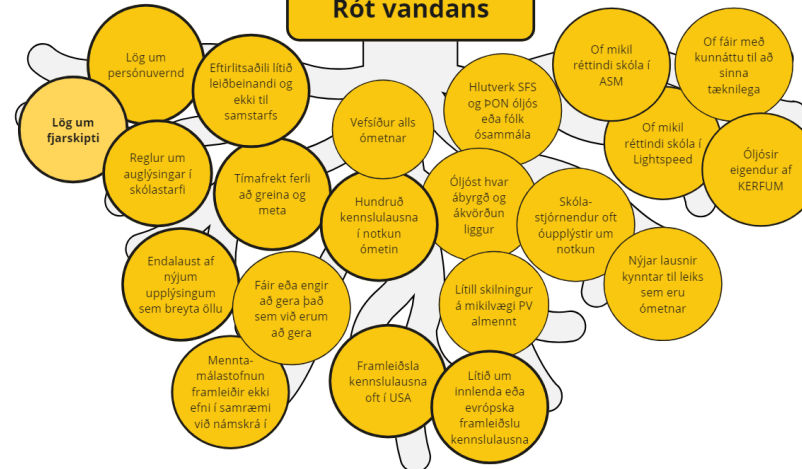 Rót vandans
Lög um
persónuvernd
Eftirlitsaðili lítið
leiðbeinandi og
ekki til
samstarfs
Lög um
fjarskipti
Reglur um
auglýsingar í
skólastarfi
Tímafrekt ferli
að greina og
meta
Vefsíður alls
ómetnar
Hundruð
kennslulausna
í notkun
ómetin
Hlutverk SFS
og ÞON óljós
eða fólk
ósammála
Óljóst hvar
ábyrgð og
ákvörðun
liggur
Skóla-
stjórnendur oft
óupplýstir um
notkun
Of mikil
réttindi skóla í
ASM
Of fáir með
kunnáttu til að
sinna
tæknilega
Of mikil
réttindi skóla í
Lightspeed
Óljósir
eigendur af
KERFUM
Nýjar lausnir
kynntar til leiks
sem eru
ómetnar
Endalaust af
nýjum
upplýsingum
sem breyta öllu
Fáir eða engir
að gera það
sem við erum
að gera
Lítill skilningur
á mikilvægi PV
almennt
Mennta-
málastofnun
framleiðir ekki
efni í samræmi
við námskrá í
Framleiðsla
kennslulausna
oft í USA
Lítið um
innlenda eða
evrópska
framleiðslu
kennslulausna